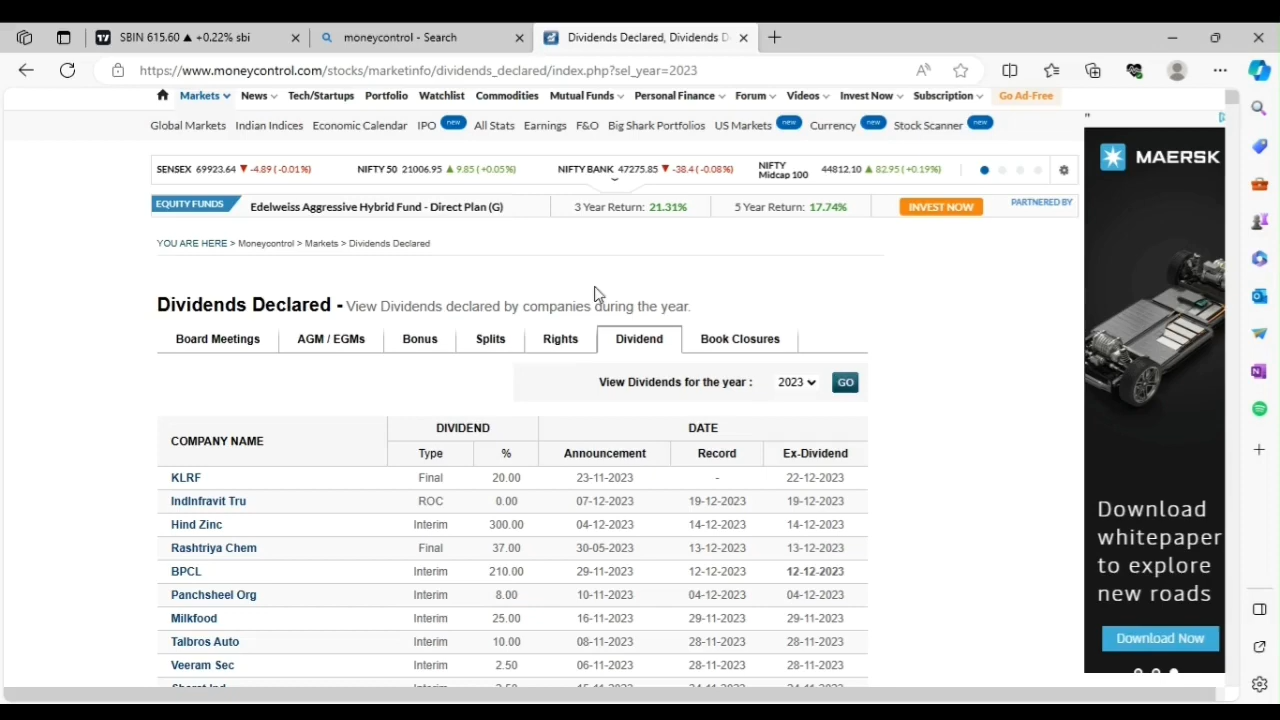 SBIN 615.60 ▲ +0.22% sbi
moneycontrol - Search
Dividends Declared, Dividends D
https://www.moneycontrol.com/stocks/marketinfo/dividends_declared/index.php?sel_year=2023
Markets News Tech/Startups Portfolio Watchlist Commodities Mutual Funds Personal Finance Forum Videos Invest Now Subscription Go Ad-Free
Global Markets Indian Indices Economic Calendar IPO new All Stats Earnings F&O Big Shark Portfolios US Markets new Currency new Stock Scanner new
SENSEX 69923.64 ▼ -4.89 ( -0.01%) NIFTY 50 21006.95 ▲ 9.85 ( +0.05%) NIFTY BANK 47275.85 ▼ -38.4 ( -0.08%) NIFTY Midcap 100 44812.10 ▲ 82.95 ( +0.19%)
EQUITY FUNDS Edelweiss Aggressive Hybrid Fund - Direct Plan (G) 3 Year Return: 21.31% 5 Year Return: 17.74% INVEST NOW PARTNERED BY
YOU ARE HERE > Moneycontrol > Markets > Dividends Declared
Dividends Declared - View Dividends declared by companies during the year.
Board Meetings AGM / EGMs Bonus Splits Rights Dividend Book Closures
View Dividends for the year : 2023 GO
COMPANY NAME DIVIDEND DATE
Type % Announcement Record Ex-Dividend
KLRF Final 20.00 23-11-2023 - 22-12-2023
IndInfravit Tru ROC 0.00 07-12-2023 19-12-2023 19-12-2023
Hind Zinc Interim 300.00 04-12-2023 14-12-2023 14-12-2023
Rashtriya Chem Final 37.00 30-05-2023 13-12-2023 13-12-2023
BPCL Interim 210.00 29-11-2023 12-12-2023 12-12-2023
Panchsheel Org Interim 8.00 10-11-2023 04-12-2023 04-12-2023
Milkfood Interim 25.00 16-11-2023 29-11-2023 29-11-2023
Talbros Auto Interim 10.00 08-11-2023 28-11-2023 28-11-2023
Veeram Sec Interim 2.50 06-11-2023 28-11-2023 28-11-2023
MAERSK
Download
whitepaper
to explore
new roads
Download Now